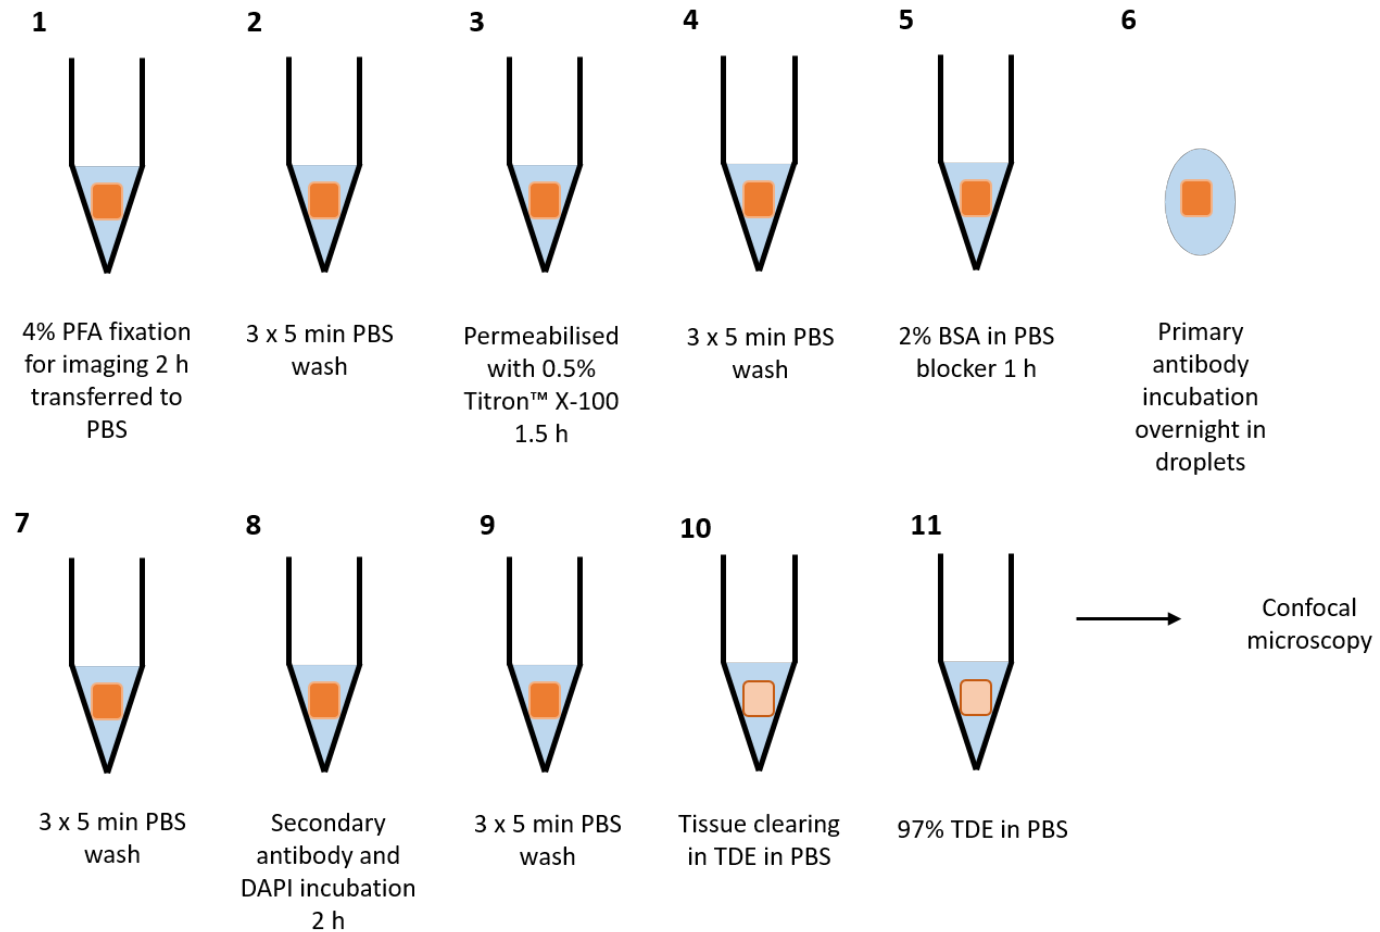 1
2
3
4
5
6
4% PFA fixation
for imaging 2 h
transferred to
PBS
3 x 5 min PBS
wash
Permeabilised
with 0.5%
Titron™ X-100
1.5 h
3 x 5 min PBS
wash
2% BSA in PBS
blocker 1 h
Primary
antibody
incubation
overnight in
droplets
7
8
9
10
11
Confocal
microscopy
3 x 5 min PBS
wash
Secondary
antibody and
DAPI incubation
2 h
3 x 5 min PBS
wash
Tissue clearing
in TDE in PBS
97% TDE in PBS